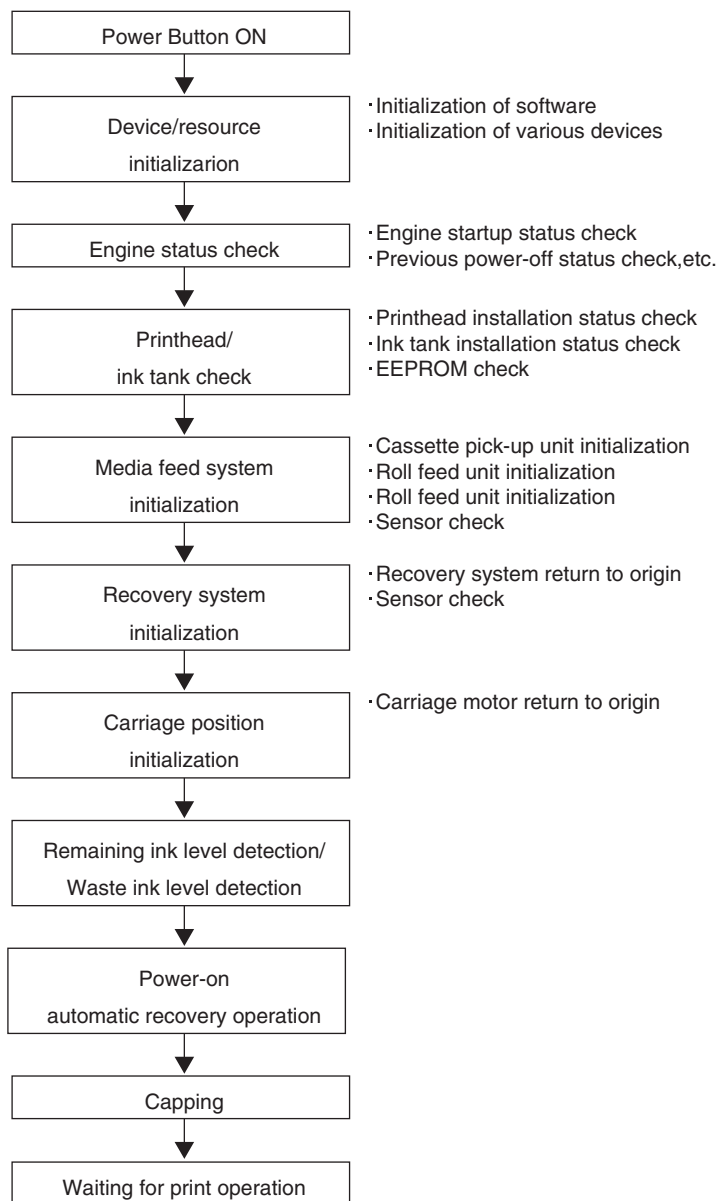 Power Button ON
Device/resource
initializarion
·Initialization of software
·Initialization of various devices
Engine status check
·Engine startup status check
·Previous power-off status check,etc.
Printhead/
ink tank check
·Printhead installation status check
·Ink tank installation status check
·EEPROM check
Media feed system
initialization
·Cassette pick-up unit initialization
·Roll feed unit initialization
·Roll feed unit initialization
·Sensor check
Recovery system
initialization
·Recovery system return to origin
·Sensor check
Carriage position
initialization
·Carriage motor return to origin
Remaining ink level detection/
Waste ink level detection
Power-on
automatic recovery operation
Capping
Waiting for print operation